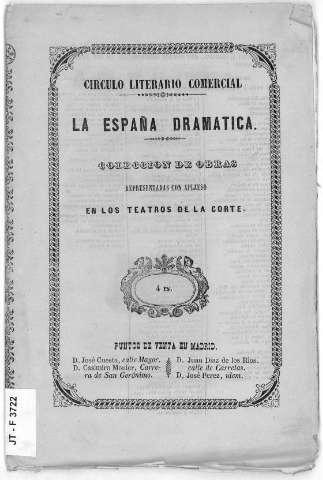 CIRCULO LITERARIO COMERCIAL
LA ESPAÑA DRAMATICA.
COLECCION DE OBRAS
REPRESENTADAS CON APLAUSO
EN LOS TEATROS DE LA CORTE.
4 rs.
PUNTOS DE VENTA EN MADRID.
D. José Cuesta, calle Mayor.
D. Casimiro Monier, Carre-
ra de San Gerónimo.
D. Juan Diaz de los Rios,
calle de Carretas.
D. José Perez, idem.
JT - F 3722